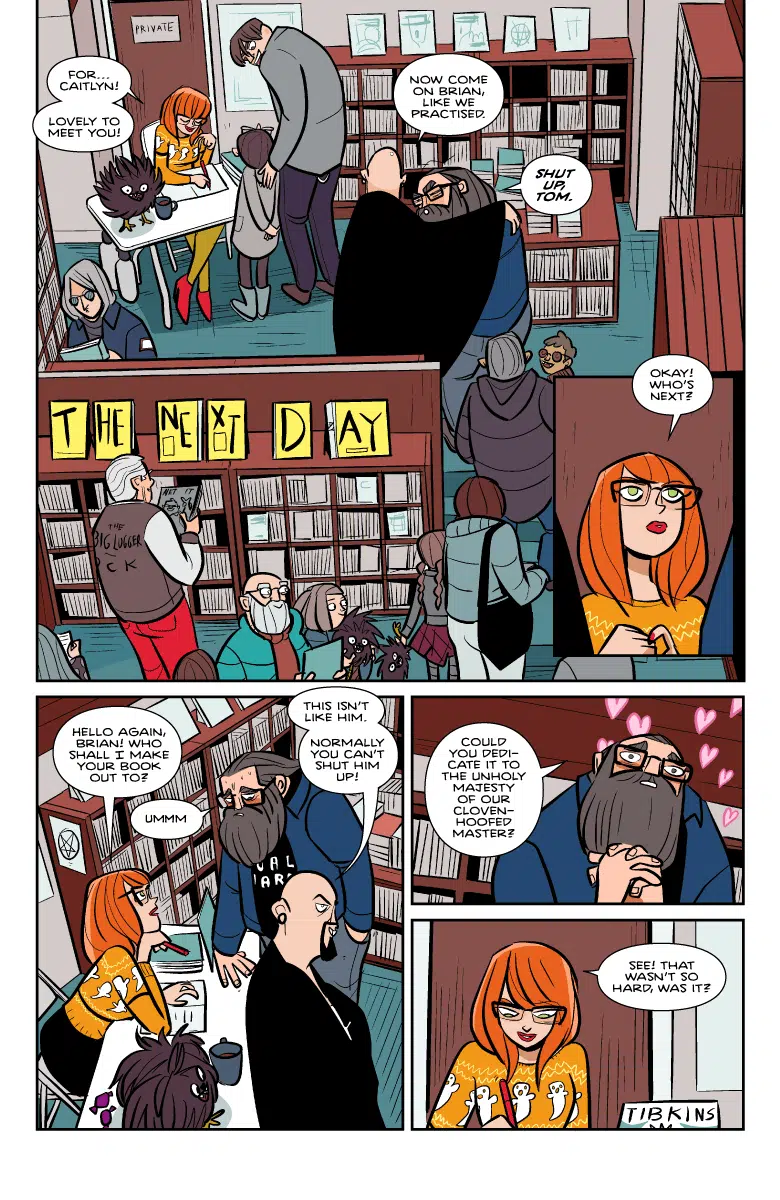 PRIVATE
FOR...
CAITLYN!
LOVELY TO
MEET YOU!
NOW COME
ON BRIAN,
LIKE WE
PRACTISED.
SHUT
UP,
TOM.
THE NEXT DAY
THE
BIG LUGGER
CK
OKAY!
WHO'S
NEXT?
HELLO AGAIN,
BRIAN! WHO
SHALL I MAKE
YOUR BOOK
OUT TO?
UMMM
THIS ISN'T
LIKE HIM.
NORMALLY
YOU CAN'T
SHUT HIM
UP!
COULD
YOU DEDI-
CATE IT TO
THE UNHOLY
MAJESTY
OF OUR
CLOVEN-
HOOFED
MASTER?
SEE! THAT
WASN'T SO
HARD, WAS IT?
TIBKINS